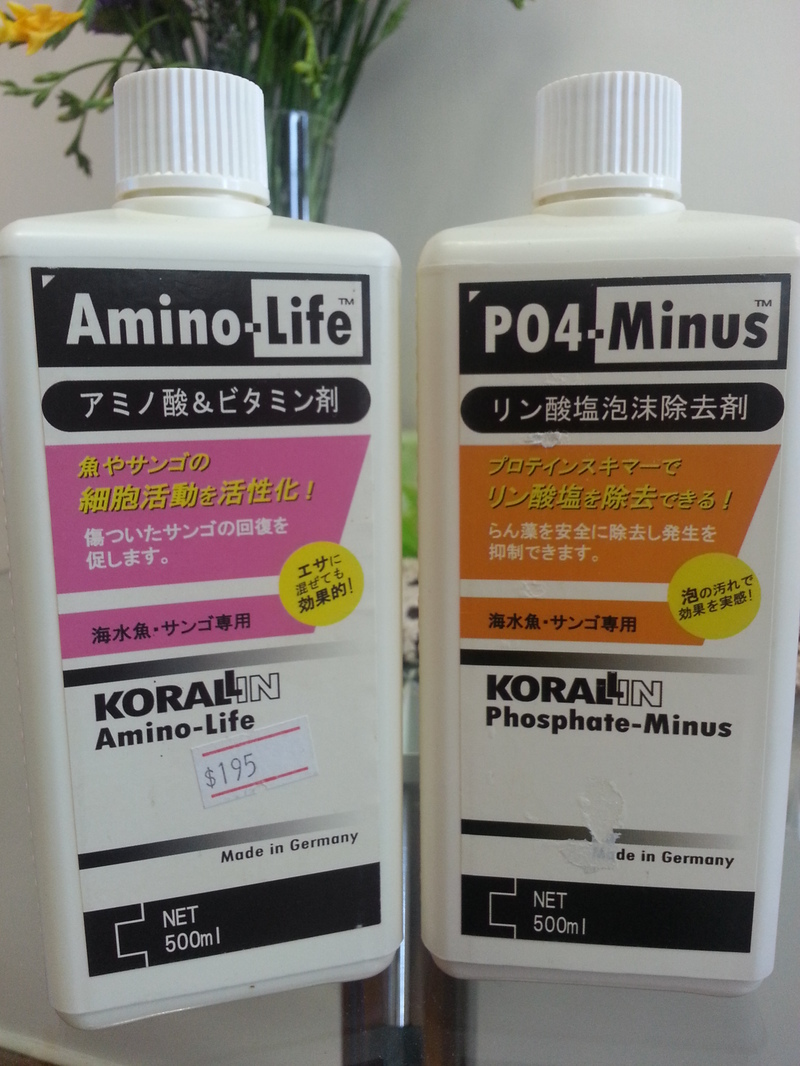 Amino-Life™
アミノ酸&ビタミン剤
魚やサンゴの
細胞活動を活性化！
傷ついたサンゴの回復を
促します。
エサに
混ぜても
効果的!
海水魚・サンゴ専用
KORALLIN
Amino-Life
$195
Made in Germany
NET
500ml
PO4-Minus™
リン酸塩泡沫除去剤
プロテインスキマーで
リン酸塩を除去できる！
らん藻を安全に除去し発生を
抑制できます。
泡の汚れで
効果を実感!
海水魚・サンゴ専用
KORALLIN
Phosphate-Minus
Made in Germany
NET
500ml